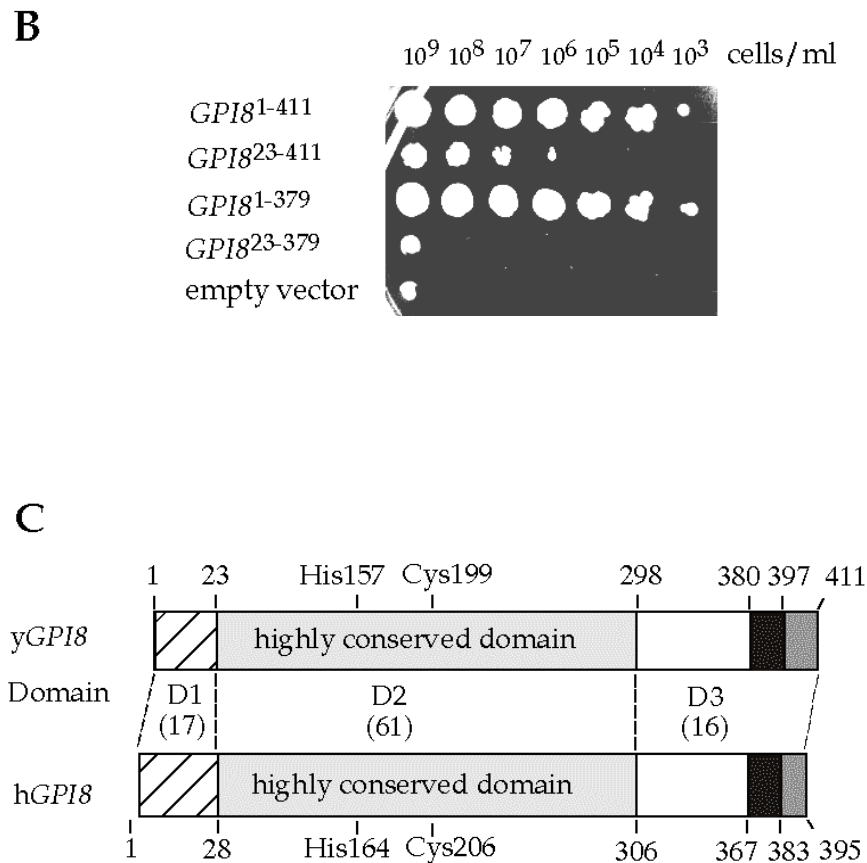 B
10⁹ 10⁸ 10⁷ 10⁶ 10⁵ 10⁴ 10³ cells/ml
GPI8¹⁻⁴¹¹
GPI8²³⁻⁴¹¹
GPI8¹⁻³⁷⁹
GPI8²³⁻³⁷⁹
empty vector
C
1 23 His157 Cys199 298 380 397 411
yGPI8 highly conserved domain
Domain D1 D2 D3
(17) (61) (16)
hGPI8 highly conserved domain
1 28 His164 Cys206 306 367 383 395